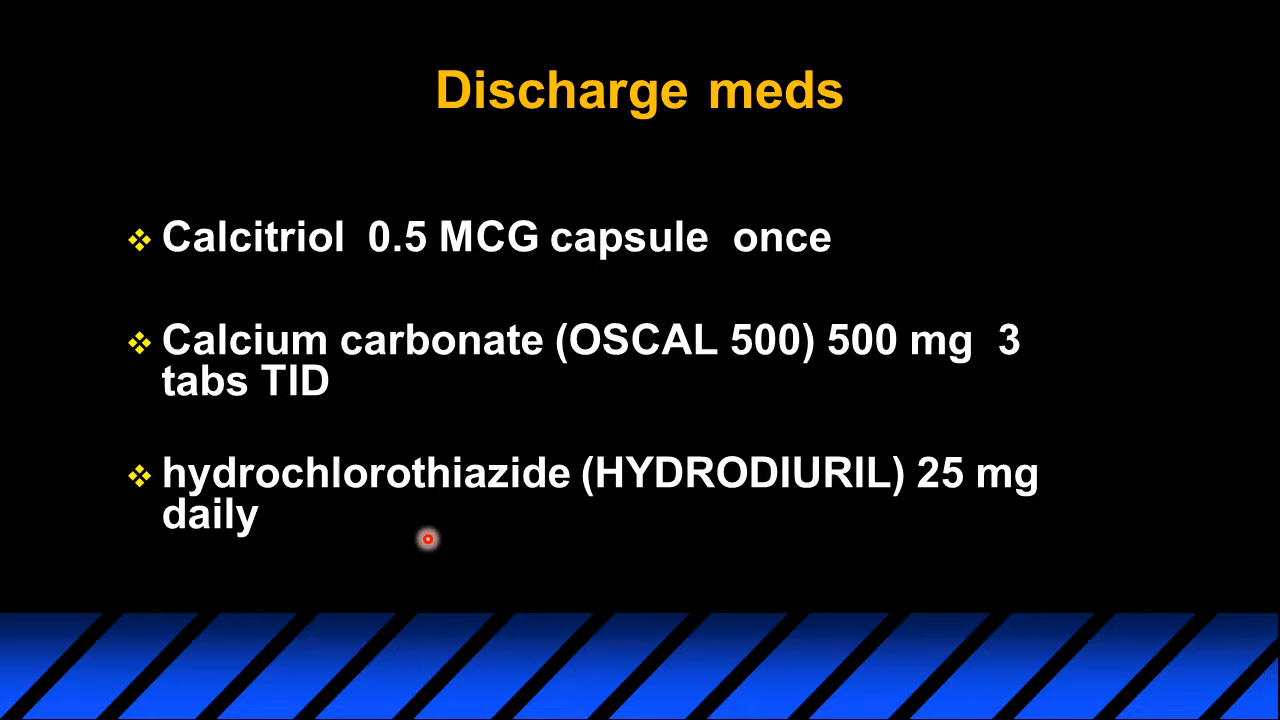 Discharge meds
Calcitriol 0.5 MCG capsule once
Calcium carbonate (OSCAL 500) 500 mg 3
tabs TID
hydrochlorothiazide (HYDRODIURIL) 25 mg
daily